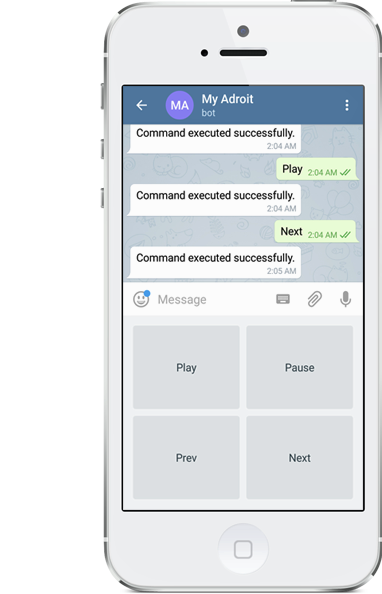 MA
My Adroit
bot
Command executed successfully.
2:04 AM
Play 2:04 AM
Command executed successfully.
2:04 AM
Next 2:04 AM
Command executed successfully.
2:05 AM
Message
Play Pause
Prev Next